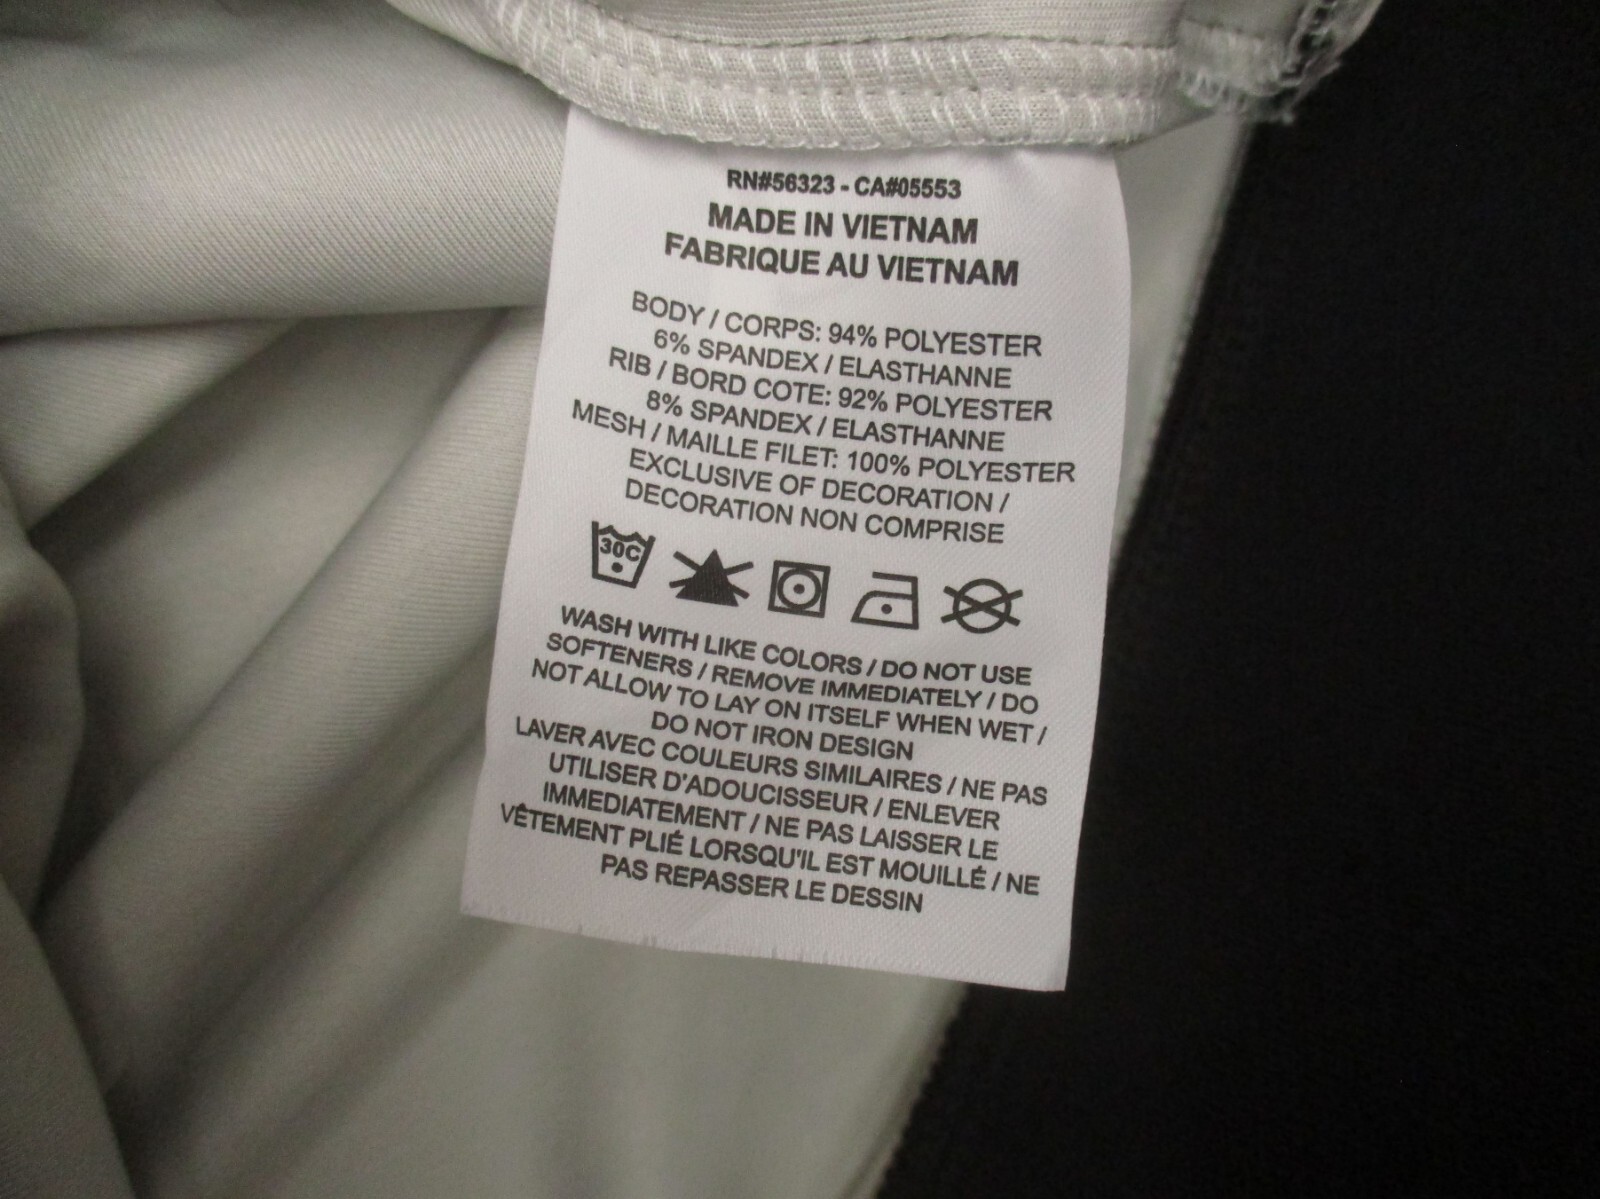 RN#56323 - CA#05553
MADE IN VIETNAM
FABRIQUE AU VIETNAM
BODY / CORPS: 94% POLYESTER
6% SPANDEX / ELASTHANNE
RIB / BORD COTE: 92% POLYESTER
8% SPANDEX / ELASTHANNE
MESH / MAILLE FILET: 100% POLYESTER
EXCLUSIVE OF DECORATION /
DECORATION NON COMPRISE
30C
WASH WITH LIKE COLORS / DO NOT USE
SOFTENERS / REMOVE IMMEDIATELY / DO
NOT ALLOW TO LAY ON ITSELF WHEN WET /
DO NOT IRON DESIGN
LAVER AVEC COULEURS SIMILAIRES / NE PAS
UTILISER D'ADOUCISSEUR / ENLEVER
IMMEDIATEMENT / NE PAS LAISSER LE
VÊTEMENT PLIÉ LORSQU'IL EST MOUILLÉ / NE
PAS REPASSER LE DESSIN